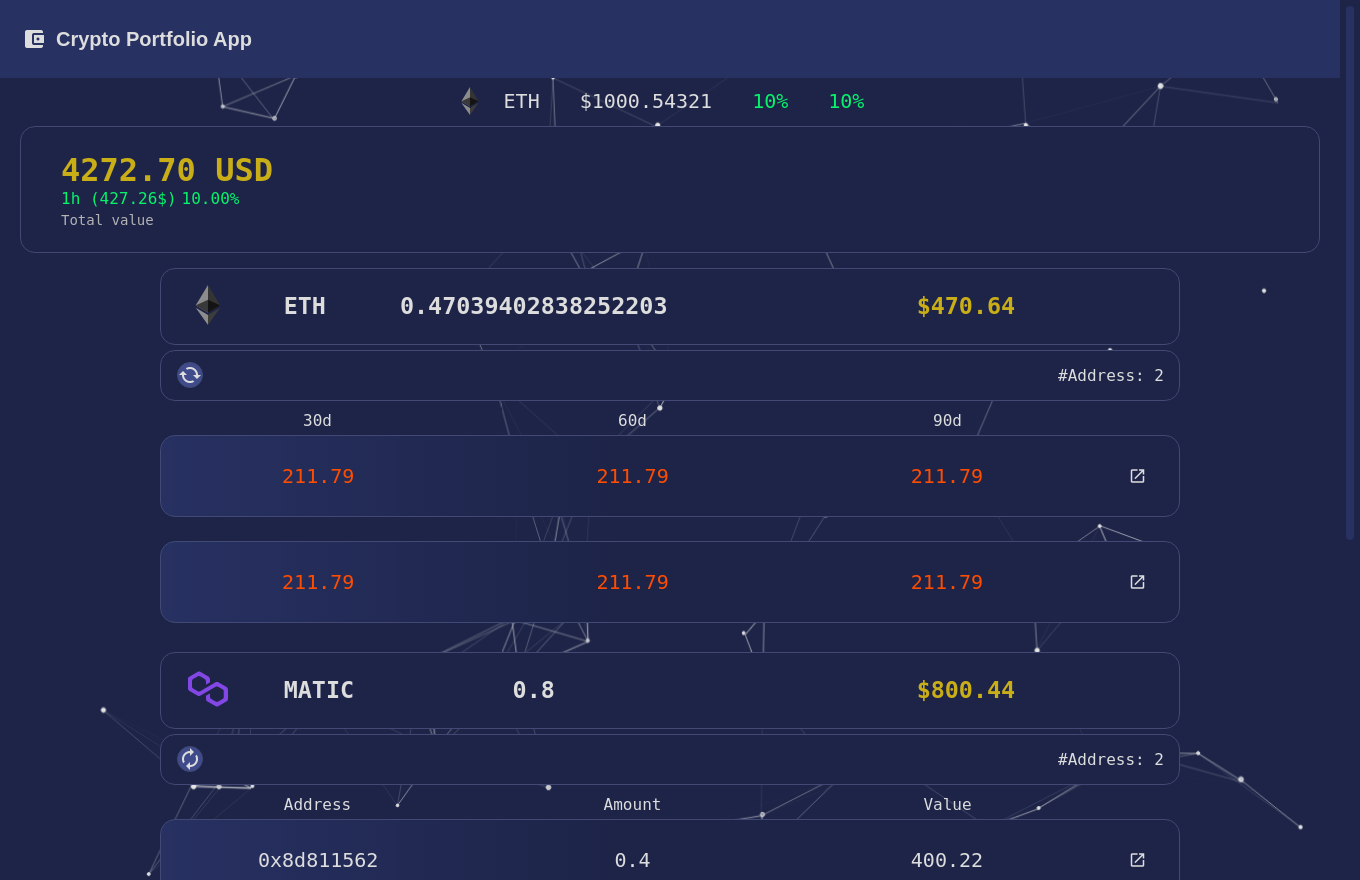 Crypto Portfolio App
ETH $1000.54321 10% 10%
4272.70 USD
1h (427.26$) 10.00%
Total value
ETH 0.47039402838252203 $470.64
#Address: 2
30d 60d 90d
211.79 211.79 211.79
211.79 211.79 211.79
MATIC 0.8 $800.44
#Address: 2
Address Amount Value
0x8d811562 0.4 400.22